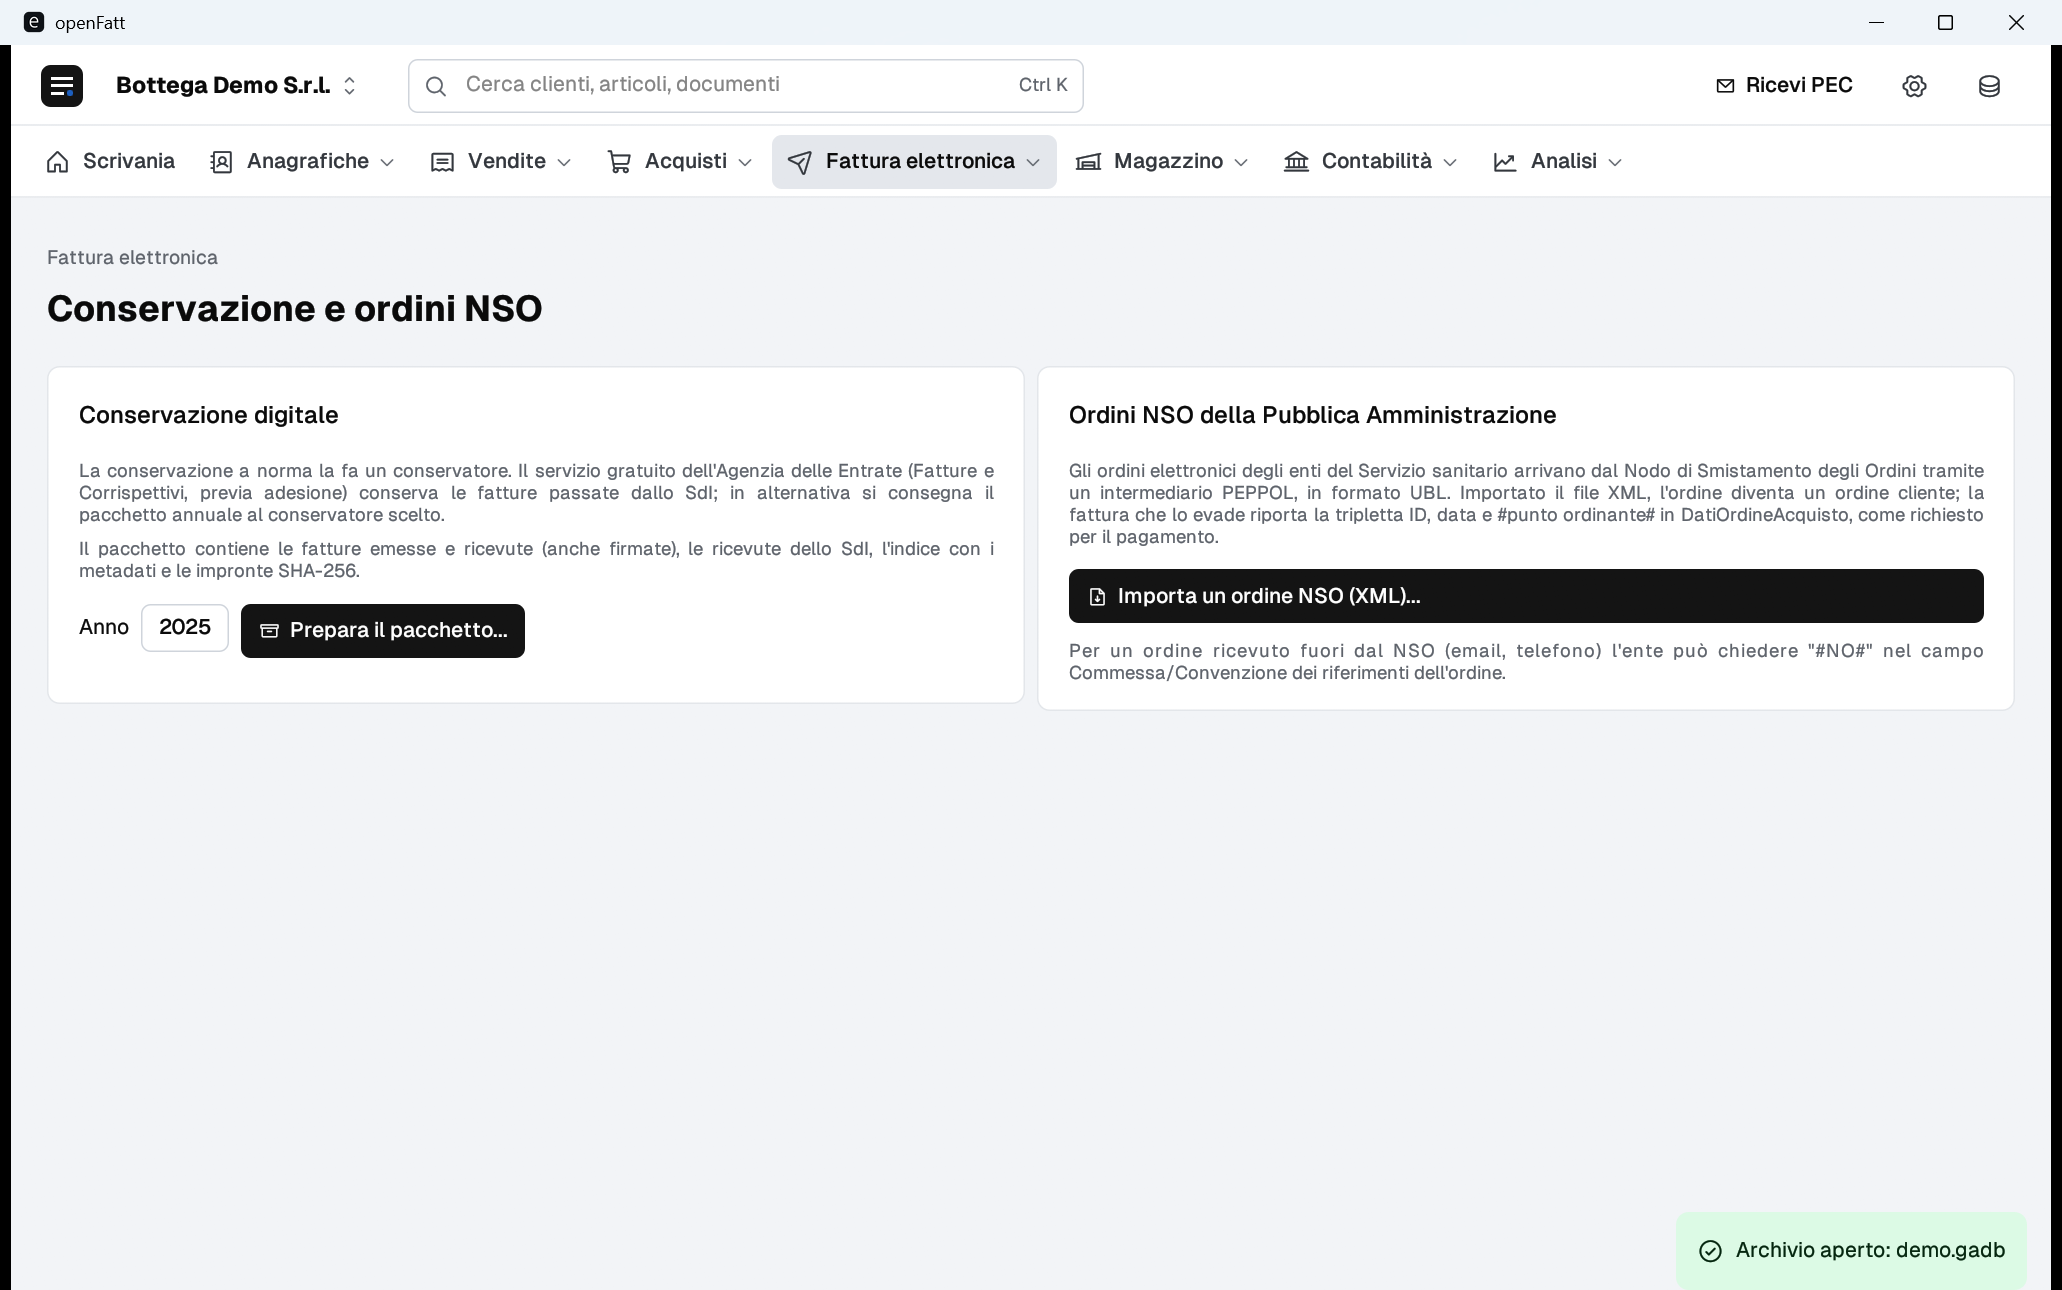 openFatt
Bottega Demo S.r.l.
Cerca clienti, articoli, documenti
Ctrl K
Ricevi PEC
Scrivania
Anagrafiche
Vendite
Acquisti
Fattura elettronica
Magazzino
Contabilità
Analisi
Fattura elettronica
Conservazione e ordini NSO
Conservazione digitale
La conservazione a norma la fa un conservatore. Il servizio gratuito dell'Agenzia delle Entrate (Fatture e
Corrispettivi, previa adesione) conserva le fatture passate dallo SdI; in alternativa si consegna il
pacchetto annuale al conservatore scelto.
Il pacchetto contiene le fatture emesse e ricevute (anche firmate), le ricevute dello SdI, l'indice con i
metadati e le impronte SHA-256.
Anno
2025
Prepara il pacchetto...
Ordini NSO della Pubblica Amministrazione
Gli ordini elettronici degli enti del Servizio sanitario arrivano dal Nodo di Smistamento degli Ordini tramite
un intermediario PEPPOL, in formato UBL. Importato il file XML, l'ordine diventa un ordine cliente; la
fattura che lo evade riporta la tripletta ID, data e #punto ordinante# in DatiOrdineAcquisto, come richiesto
per il pagamento.
Importa un ordine NSO (XML)...
Per un ordine ricevuto fuori dal NSO (email, telefono) l'ente può chiedere "#NO#" nel campo
Commessa/Convenzione dei riferimenti dell'ordine.
Archivio aperto: demo.gadb